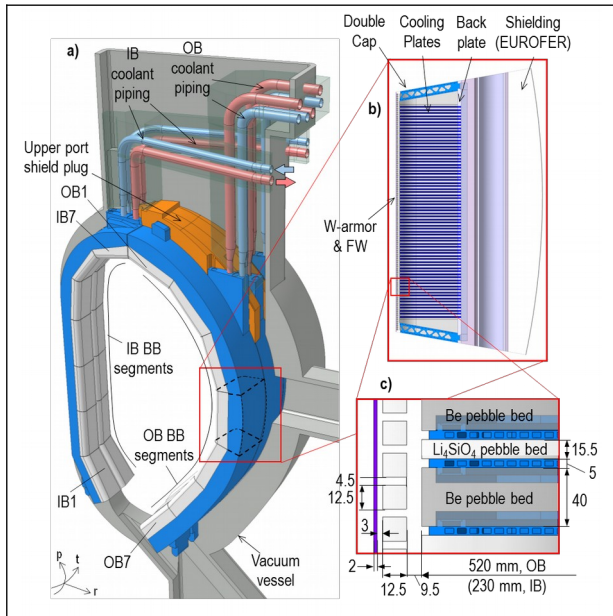 a)
IB
coolant
piping
OB
coolant
piping
Upper port
shield plug
OB1
IB7
IB BB
segments
OB BB
segments
IB1
OB7
Vacuum
vessel
p
t
r
Double
Cap
Cooling
Plates
Back
plate
Shielding
(EUROFER)
b)
W-armor
& FW
c)
Be pebble bed
Li₄SiO₄ pebble bed
Be pebble bed
15.5
5
40
4.5
12.5
3
2
12.5
9.5
520 mm, OB
(230 mm, IB)